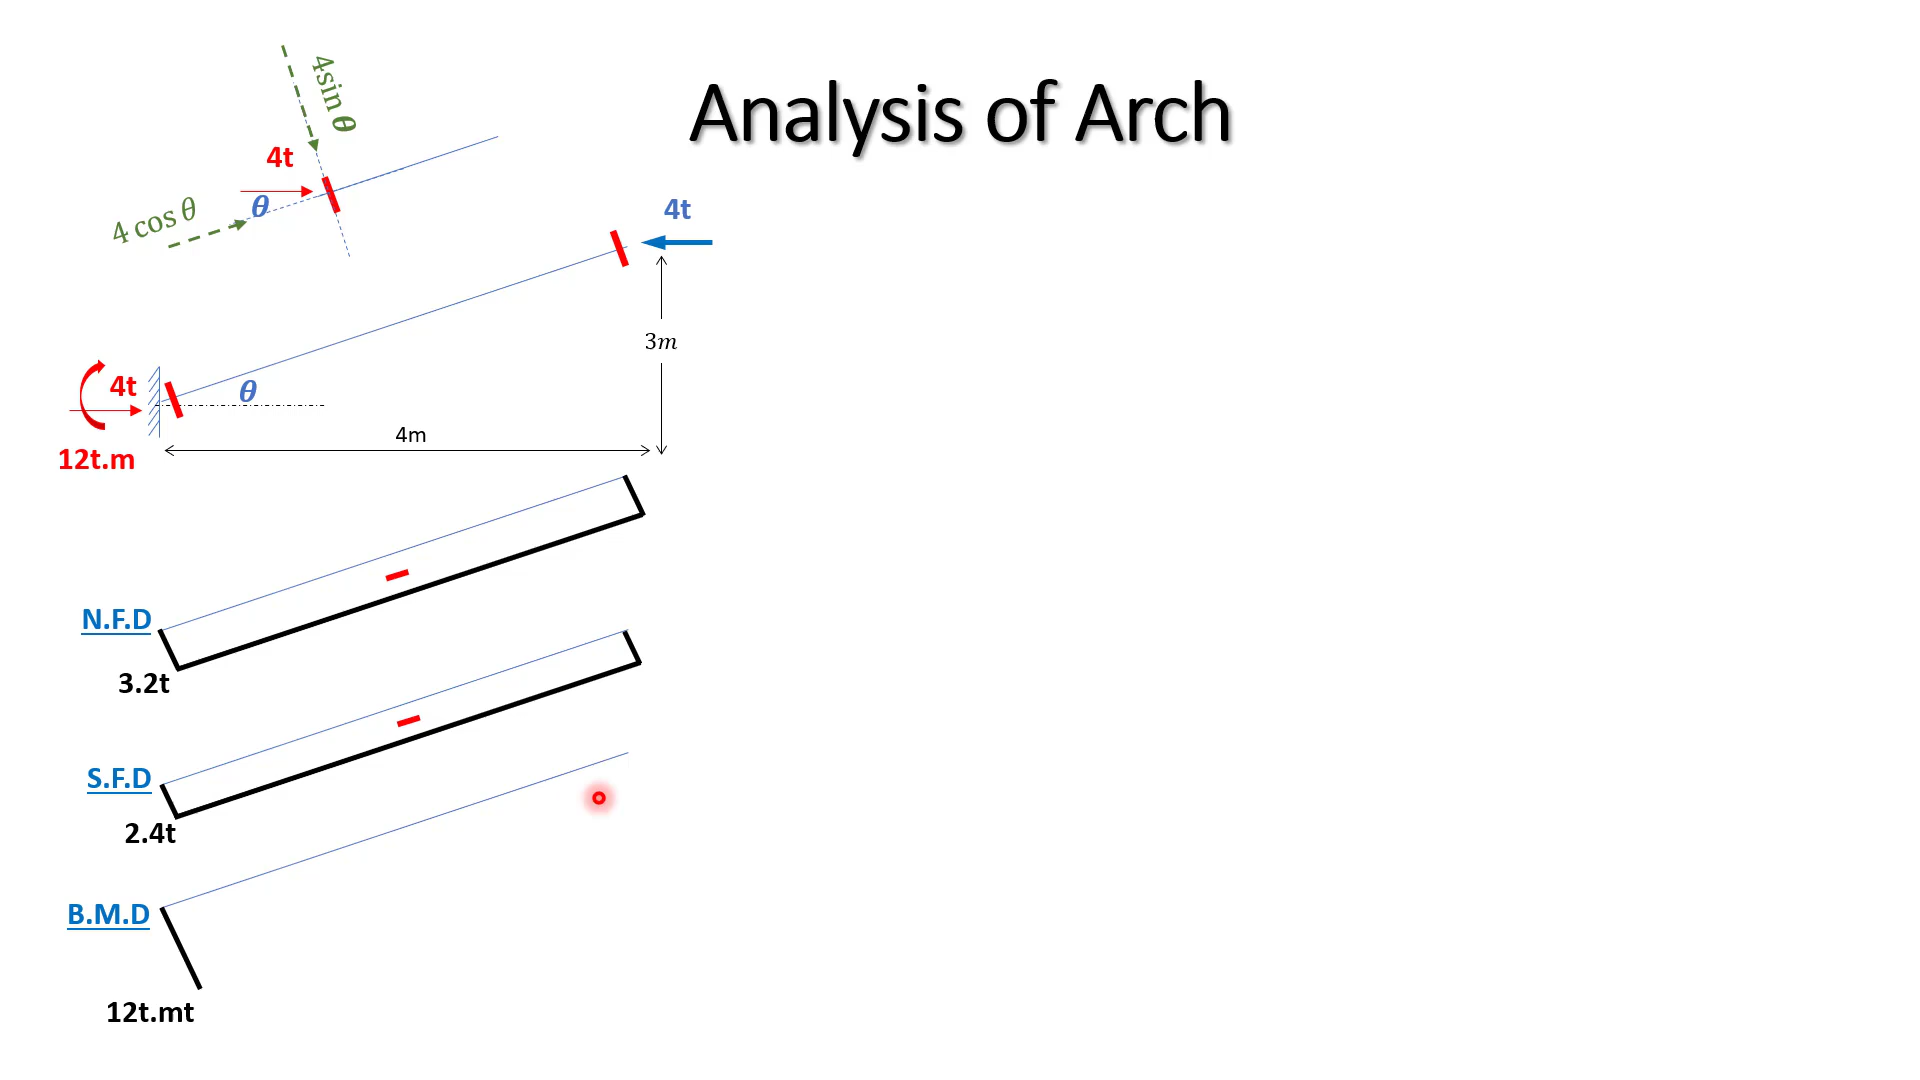 Analysis of Arch
4sin θ
4t
θ
4 cos θ
4t
3m
4t
θ
4m
12t.m
N.F.D
3.2t
S.F.D
2.4t
B.M.D
12t.mt